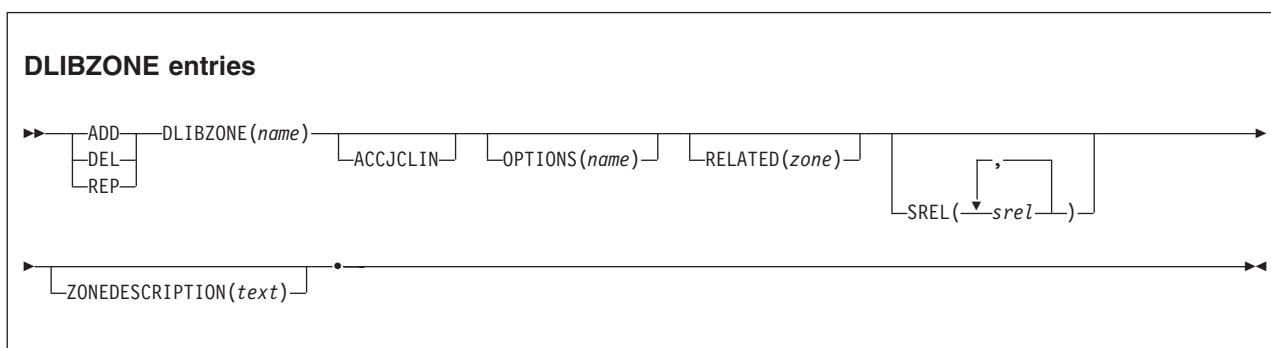 DLIBZONE entries
ADD DLIBZONE(name)
DEL ACCJCLIN OPTIONS(name) RELATED(zone) ,
REP SREL( srel )
ZONEDESCRIPTION(text) .